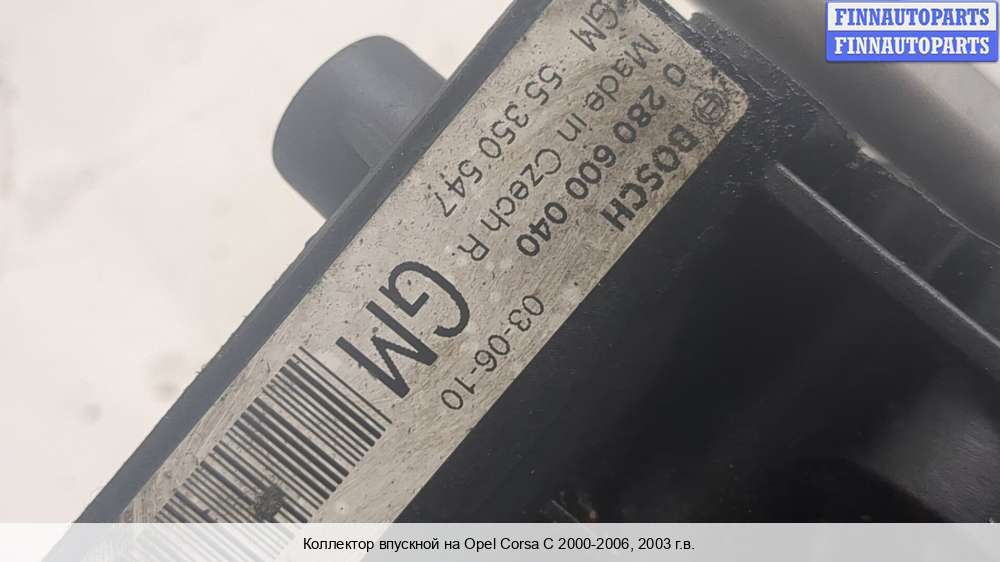 FINNAUTOPARTS
FINNAUTOPARTS
BOSCH
0 280 600 040
Made in Czech R. 03-06-10
GM 55 350 547
GM
Коллектор впускной на Opel Corsa C 2000-2006, 2003 г.в.